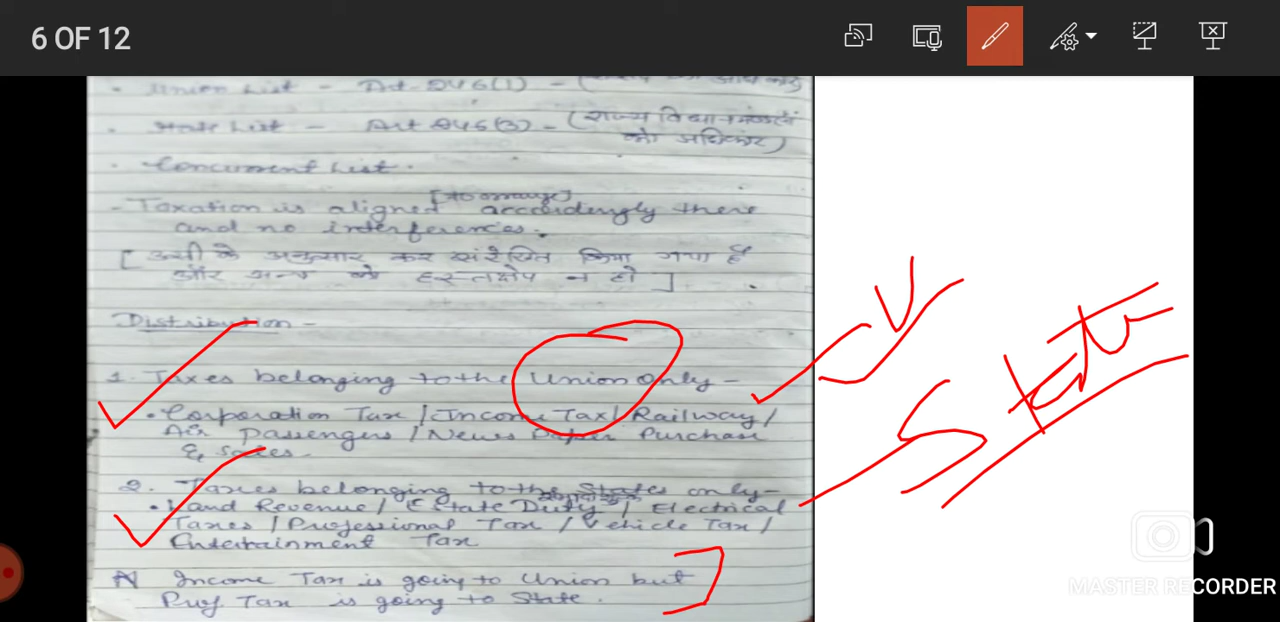 6 OF 12
• Union List - Art 246(1) - (
• State List - Art 246(3) - (राज्य विधानमंडलों
को अधिकार)
• Concurrent List.
[to arrange]
- Taxation is aligned accordingly there
and no interferences.
[ उसी के अनुसार कर संरेखित किया गया है
और अन्य को हस्तक्षेप न हो ]
Distribution -
1. Taxes belonging to the Union Only -
• Corporation Tax / Income Tax / Railway /
Air Passengers / News Paper Purchase
& Sales.
2. Taxes belonging to the States only -
• Land Revenue / Estate Duty / Electrical
Taxes / Professional Tax / Vehicle Tax /
Entertainment Tax
N Income Tax is going to Union but
Prof. Tax is going to State.
State
MASTER RECORDER